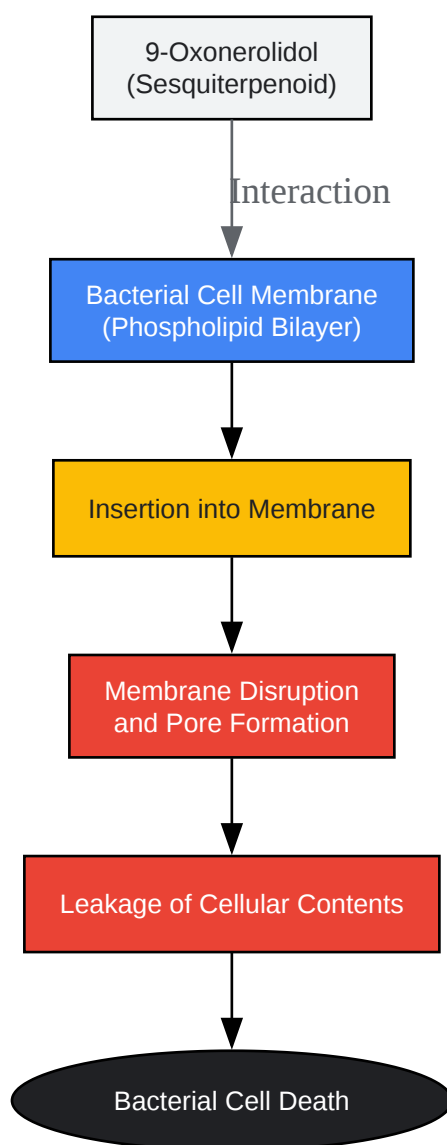 9-Oxonerolidol
(Sesquiterpenoid)
Interaction
Bacterial Cell Membrane
(Phospholipid Bilayer)
Insertion into Membrane
Membrane Disruption
and Pore Formation
Leakage of Cellular Contents
Bacterial Cell Death